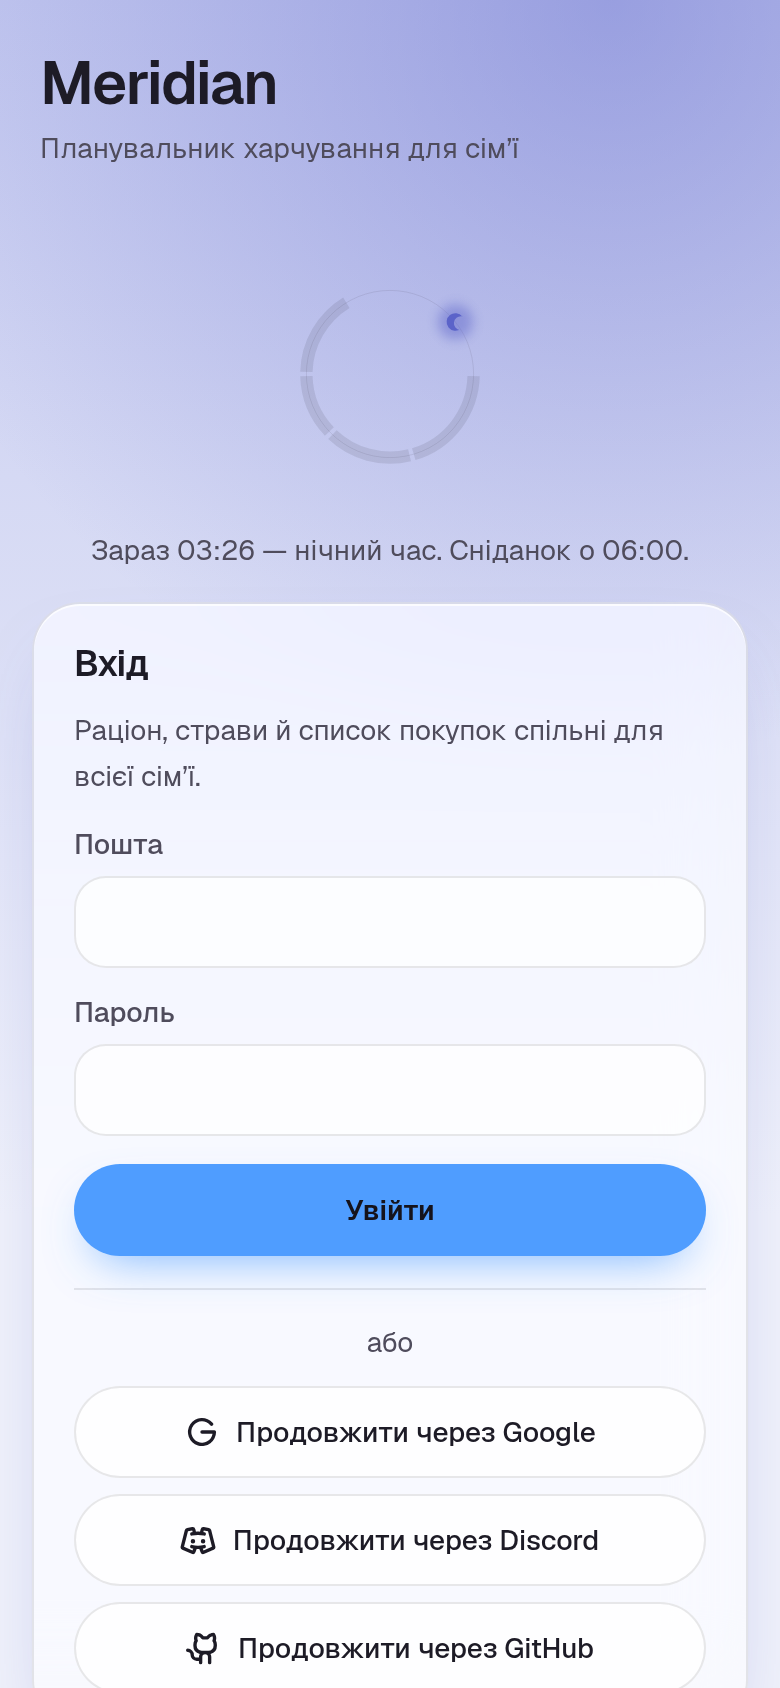 Meridian
Планувальник харчування для сім’ї
Зараз 03:26 — нічний час. Сніданок о 06:00.
Вхід
Раціон, страви й список покупок спільні для
всієї сім’ї.
Пошта
Пароль
Увійти
або
Продовжити через Google
Продовжити через Discord
Продовжити через GitHub